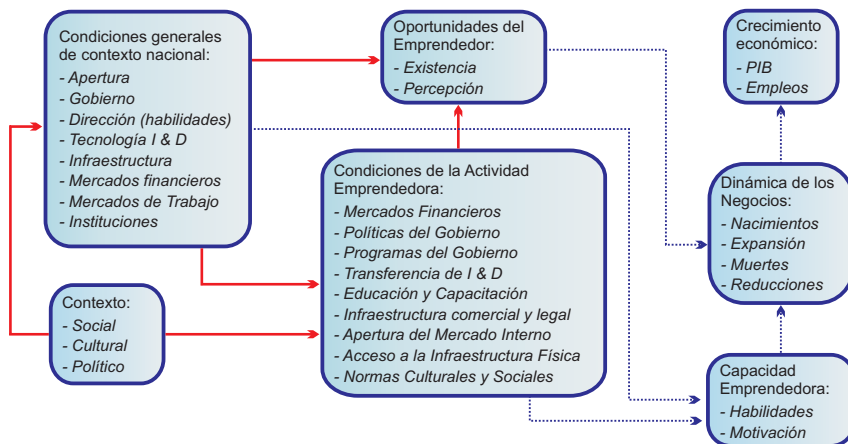 Condiciones generales
de contexto nacional:
- Apertura
- Gobierno
- Dirección (habilidades)
- Tecnología I & D
- Infraestructura
- Mercados financieros
- Mercados de Trabajo
- Instituciones
Contexto:
- Social
- Cultural
- Político
Oportunidades del
Emprendedor:
- Existencia
- Percepción
Condiciones de la Actividad
Emprendedora:
- Mercados Financieros
- Políticas del Gobierno
- Programas del Gobierno
- Transferencia de I & D
- Educación y Capacitación
- Infraestructura comercial y legal
- Apertura del Mercado Interno
- Acceso a la Infraestructura Física
- Normas Culturales y Sociales
Crecimiento
económico:
- PIB
- Empleos
Dinámica de los
Negocios:
- Nacimientos
- Expansión
- Muertes
- Reducciones
Capacidad
Emprendedora:
- Habilidades
- Motivación